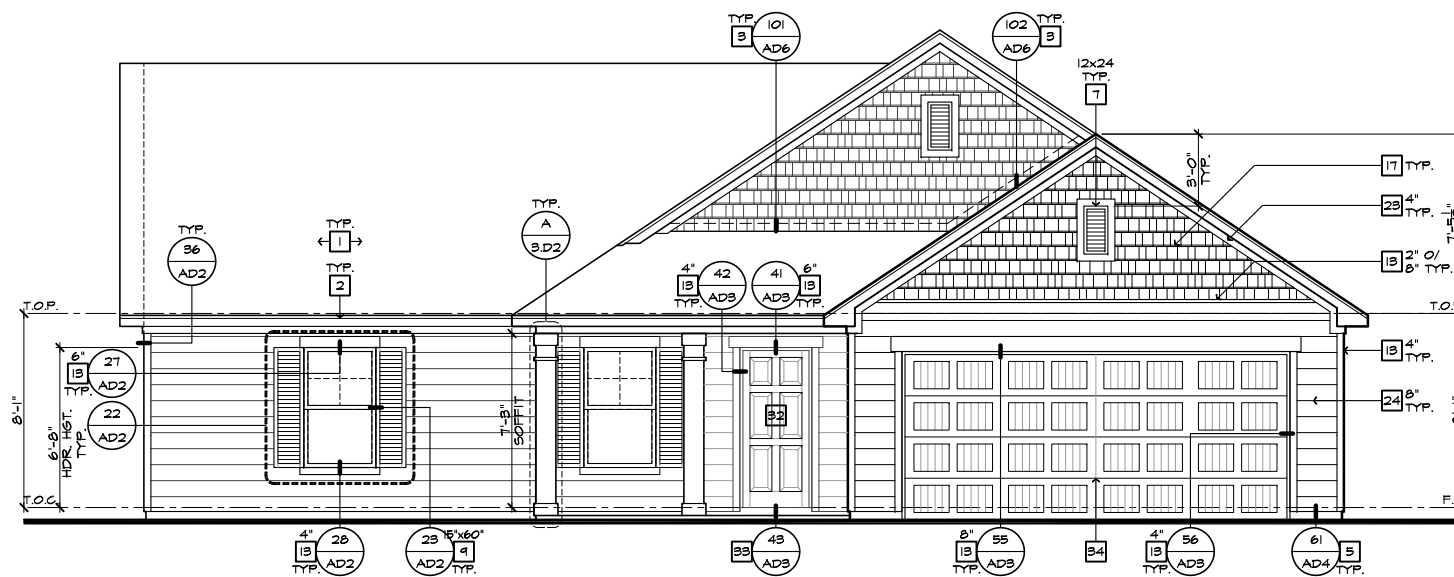 TYP.
3
101
AD6
102
AD6
TYP.
3
12x24
TYP.
7
3'-0"
TYP.
17 TYP.
23 4"
TYP.
13 2" O/
8" TYP.
TYP.
A
3.D2
TYP.
36
AD2
TYP.
1
TYP.
2
4"
13
TYP.
42
AD3
41
AD3
6"
13
TYP.
T.O.P.
6"
13
TYP.
27
AD2
22
AD2
8'-1"
6'-8"
HDR. HGT.
TYP.
7'-3"
SOFFIT
32
13 4"
TYP.
24 8"
TYP.
T.O.C.
4"
13
TYP.
28
AD2
23
AD2
15"x60"
9
TYP.
33
43
AD3
8"
13
TYP.
55
AD3
34
4"
13
TYP.
56
AD3
61
AD4
5
TYP.